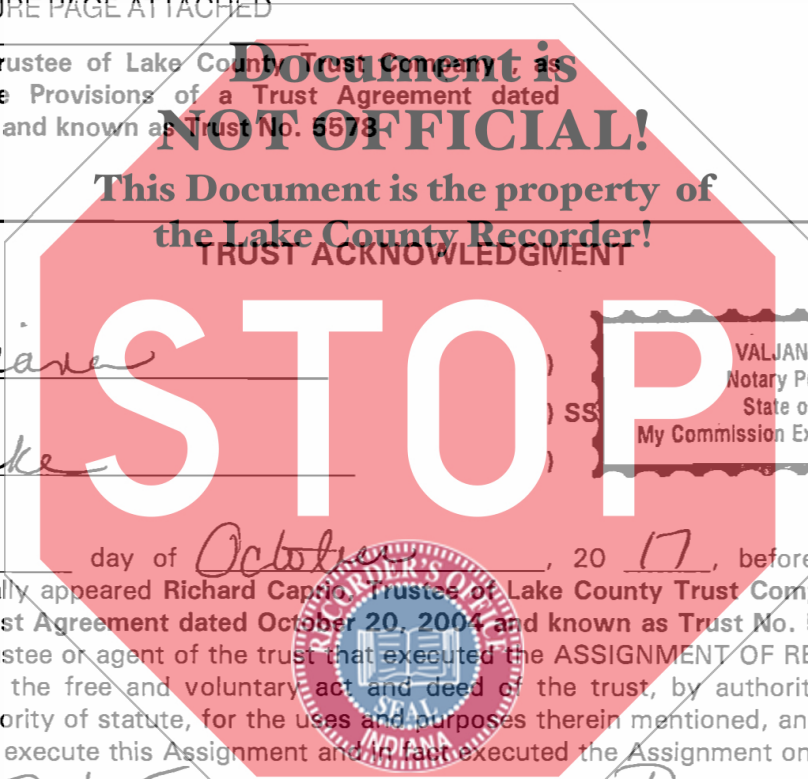 URE PAGE ATTACHED
rustee of Lake County Trust Company , as
e Provisions of a Trust Agreement dated
and known as Trust No. 5578
Document is
NOT OFFICIAL!
This Document is the property of
the Lake County Recorder!
TRUST ACKNOWLEDGMENT
STOP
iana )
) SS
ke )
VALJAN
Notary P
State o
My Commission Ex
day of October, 20 17, before
lly appeared Richard Caprio, Trustee of Lake County Trust Com
st Agreement dated October 20, 2004 and known as Trust No.
stee or agent of the trust that executed the ASSIGNMENT OF RE
the free and voluntary act and deed of the trust, by authorit
ority of statute, for the uses and purposes therein mentioned, an
execute this Assignment and in fact executed the Assignment on
RECORDER'S OFFICE
SEAL
INDIANA